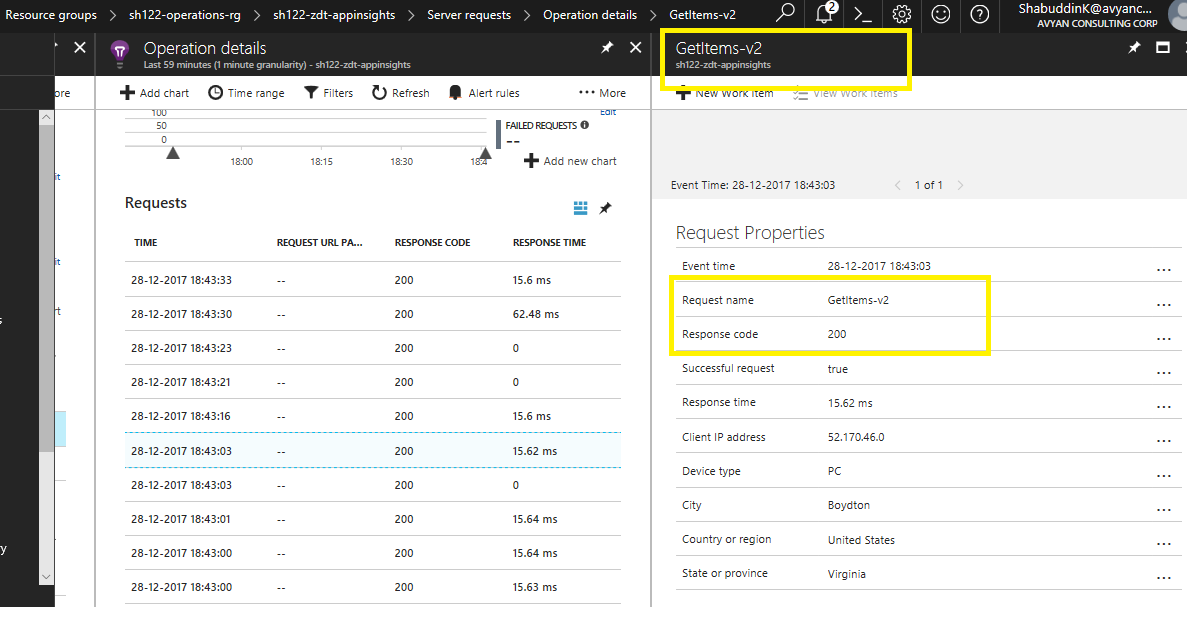 Resource groups > sh122-operations-rg > sh122-zdt-appinsights > Server requests > Operation details > GetItems-v2
2
ShabuddinK@avyanc...
AVYAN CONSULTING CORP
Operation details
Last 59 minutes (1 minute granularity) - sh122-zdt-appinsights
GetItems-v2
sh122-zdt-appinsights
ore
Add chart
Time range
Filters
Refresh
Alert rules
More
New Work Item
View Work Items
100
50
0
18:00
18:15
18:30
18:4
Edit
FAILED REQUESTS
--
Add new chart
it
it
rt
s
ry
Requests
TIME REQUEST URL PA... RESPONSE CODE RESPONSE TIME
28-12-2017 18:43:33 -- 200 15.6 ms
28-12-2017 18:43:30 -- 200 62.48 ms
28-12-2017 18:43:23 -- 200 0
28-12-2017 18:43:21 -- 200 0
28-12-2017 18:43:16 -- 200 15.6 ms
28-12-2017 18:43:03 -- 200 15.62 ms
28-12-2017 18:43:03 -- 200 0
28-12-2017 18:43:01 -- 200 15.64 ms
28-12-2017 18:43:00 -- 200 15.64 ms
28-12-2017 18:43:00 -- 200 15.63 ms
Event Time: 28-12-2017 18:43:03 < 1 of 1 >
Request Properties
Event time 28-12-2017 18:43:03 ...
Request name GetItems-v2 ...
Response code 200 ...
Successful request true ...
Response time 15.62 ms ...
Client IP address 52.170.46.0 ...
Device type PC ...
City Boydton ...
Country or region United States ...
State or province Virginia ...